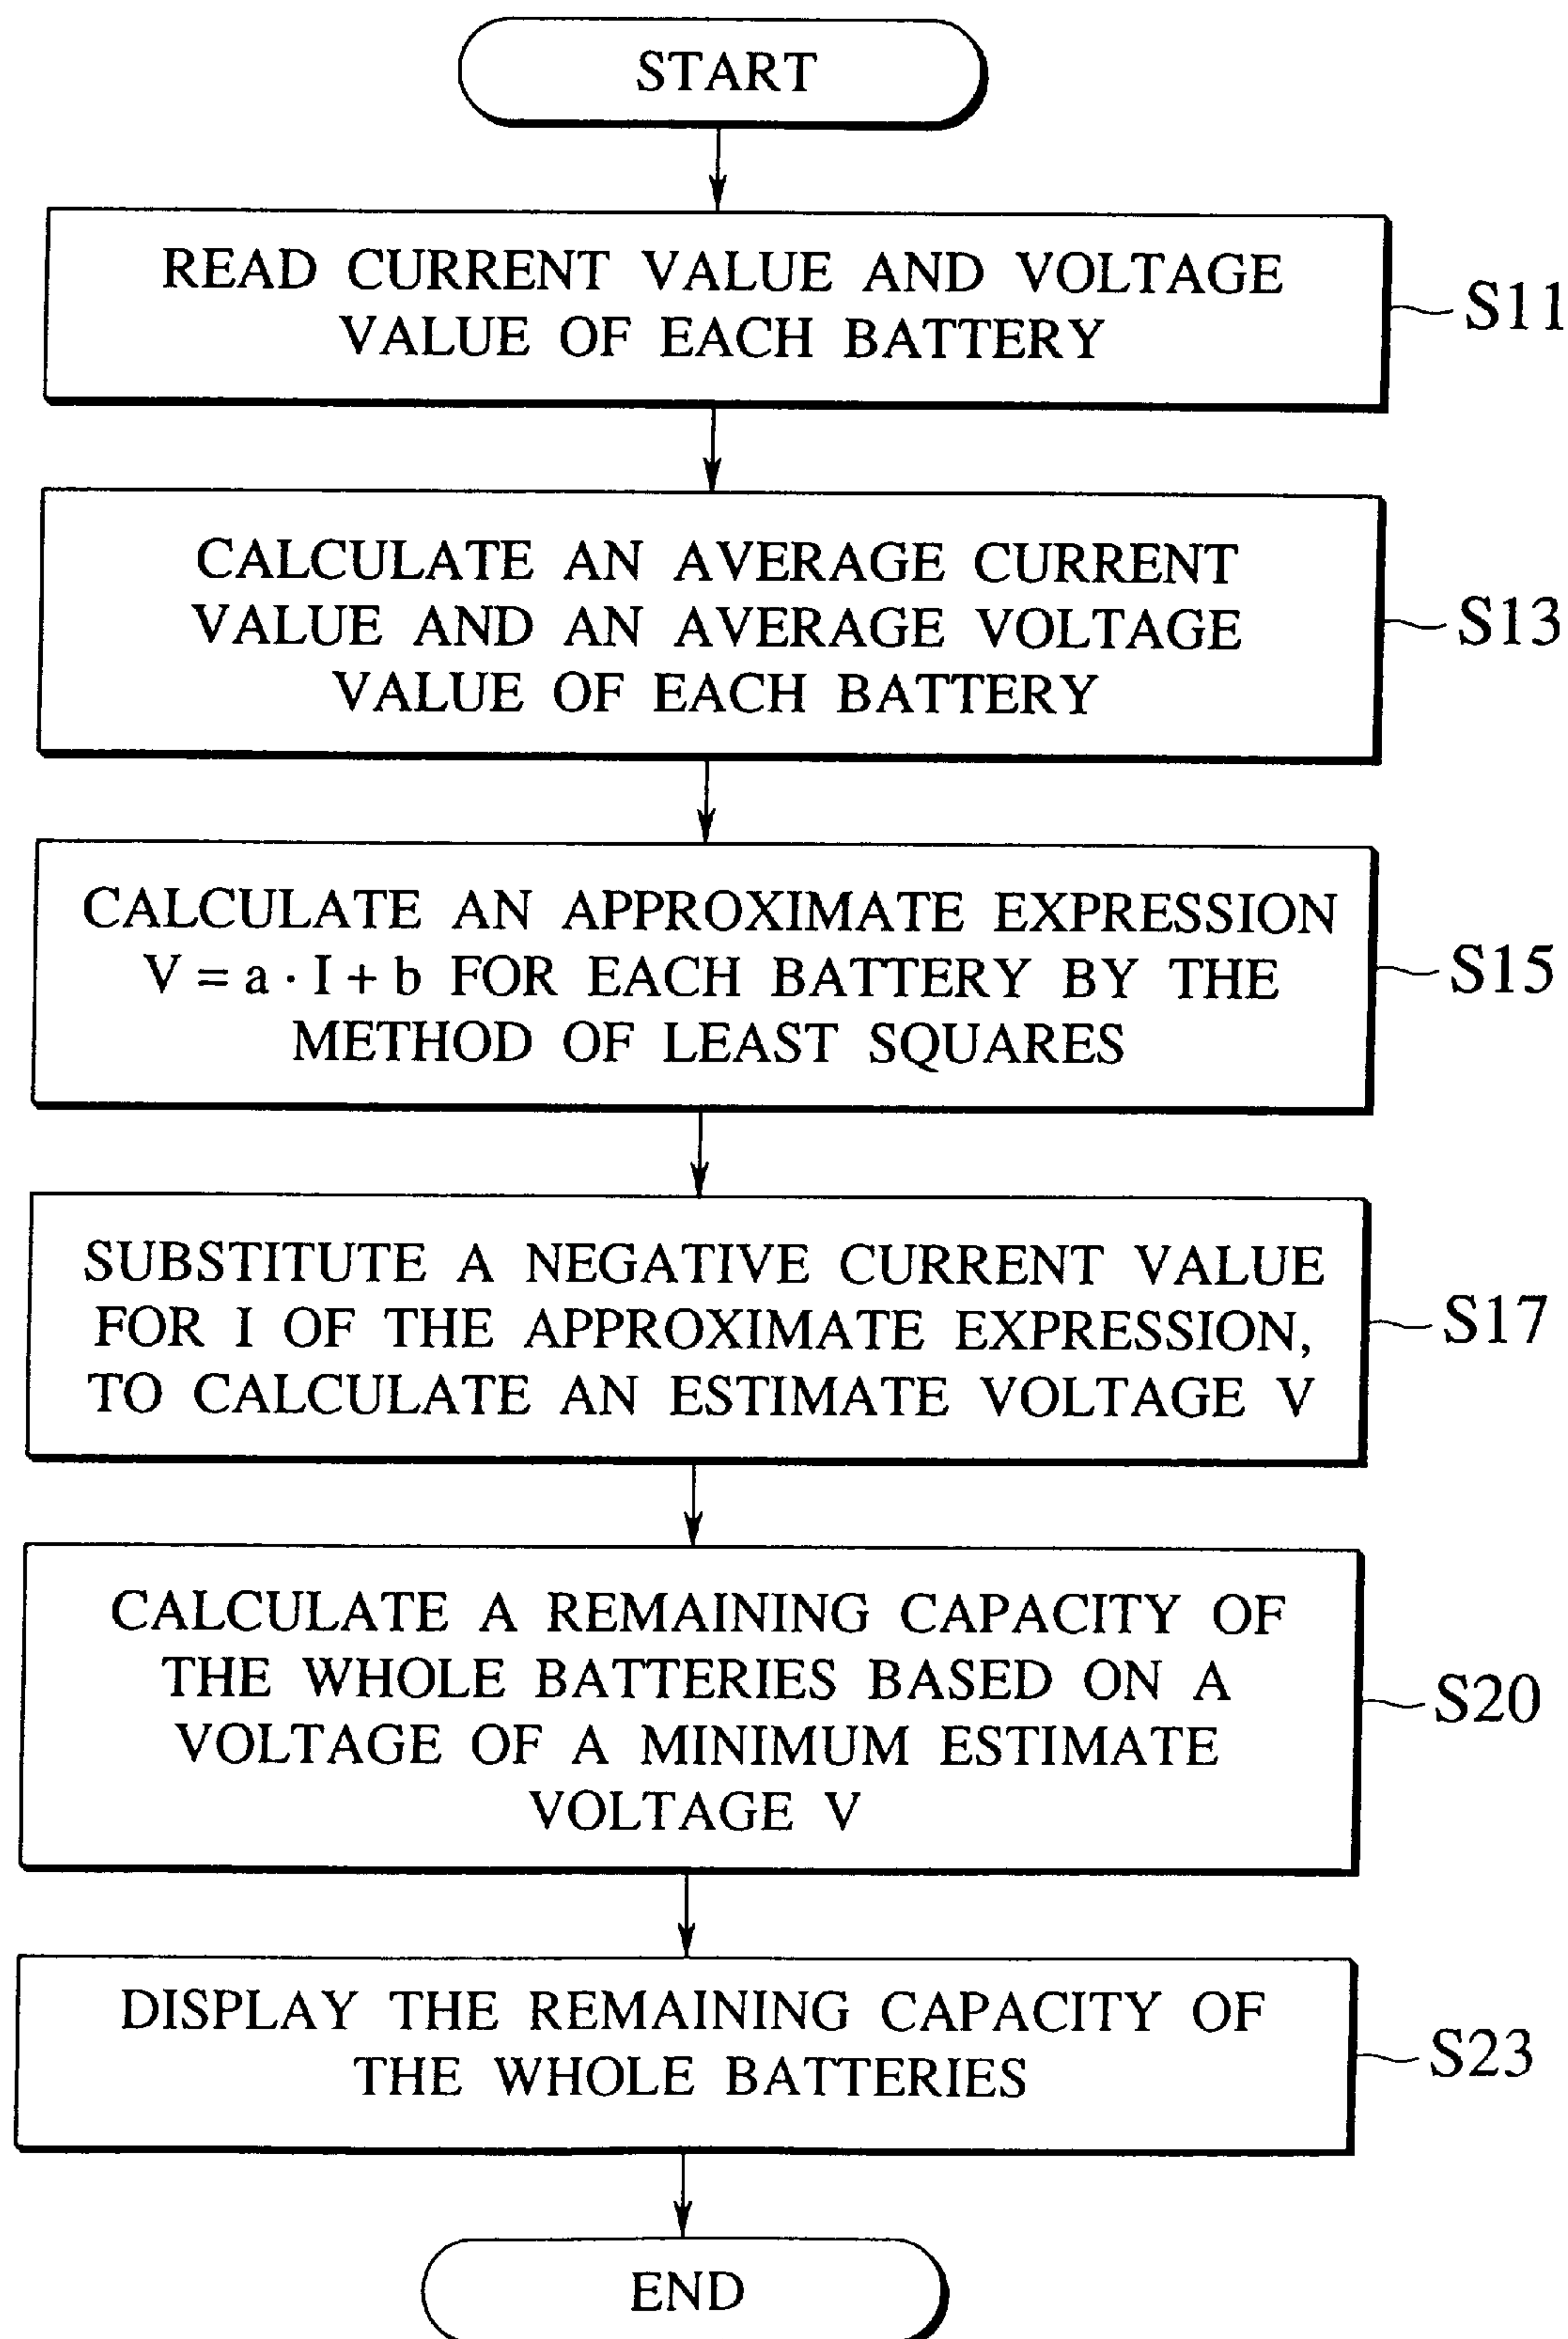 START
READ CURRENT VALUE AND VOLTAGE
VALUE OF EACH BATTERY
S11
CALCULATE AN AVERAGE CURRENT
VALUE AND AN AVERAGE VOLTAGE
VALUE OF EACH BATTERY
S13
CALCULATE AN APPROXIMATE EXPRESSION
V = a · I + b FOR EACH BATTERY BY THE
METHOD OF LEAST SQUARES
S15
SUBSTITUTE A NEGATIVE CURRENT VALUE
FOR I OF THE APPROXIMATE EXPRESSION,
TO CALCULATE AN ESTIMATE VOLTAGE V
S17
CALCULATE A REMAINING CAPACITY OF
THE WHOLE BATTERIES BASED ON A
VOLTAGE OF A MINIMUM ESTIMATE
VOLTAGE V
S20
DISPLAY THE REMAINING CAPACITY OF
THE WHOLE BATTERIES
S23
END